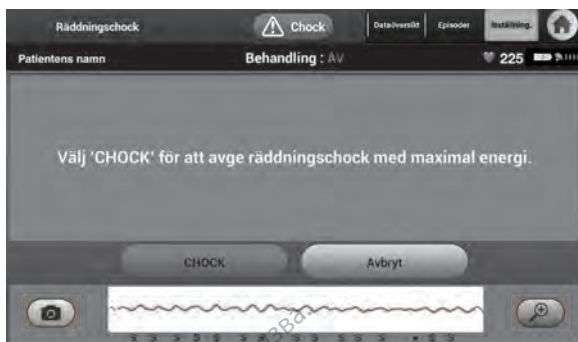 Räddningschock
Chock
Dataöversikt
Episoder
Inställning.
Patientens namn
Behandling : AV
225
Välj 'CHOCK' för att avge räddningschock med maximal energi.
CHOCK
Avbryt